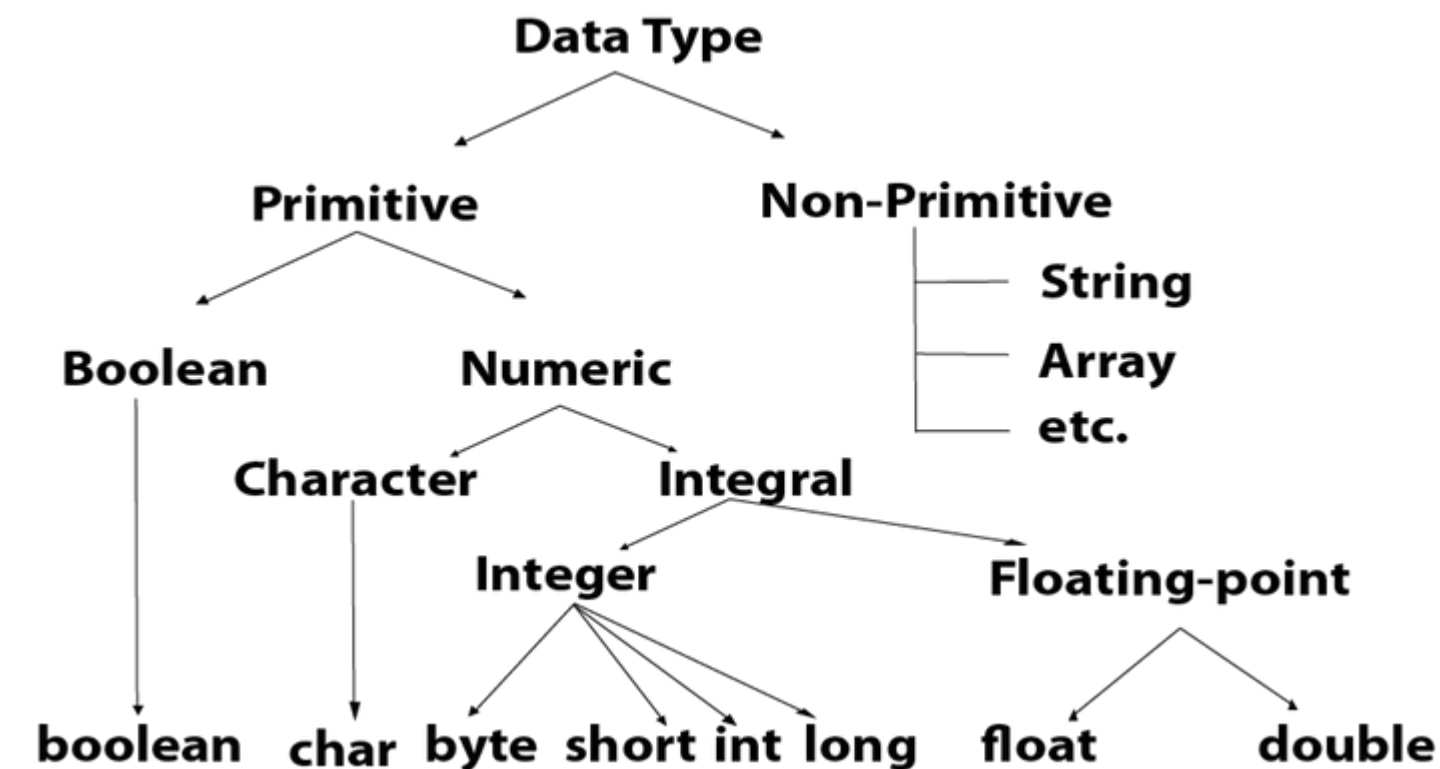 Data Type
Primitive
Non-Primitive
String
Array
etc.
Boolean
Numeric
Character
Integral
Integer
Floating-point
boolean
char
byte
short
int
long
float
double